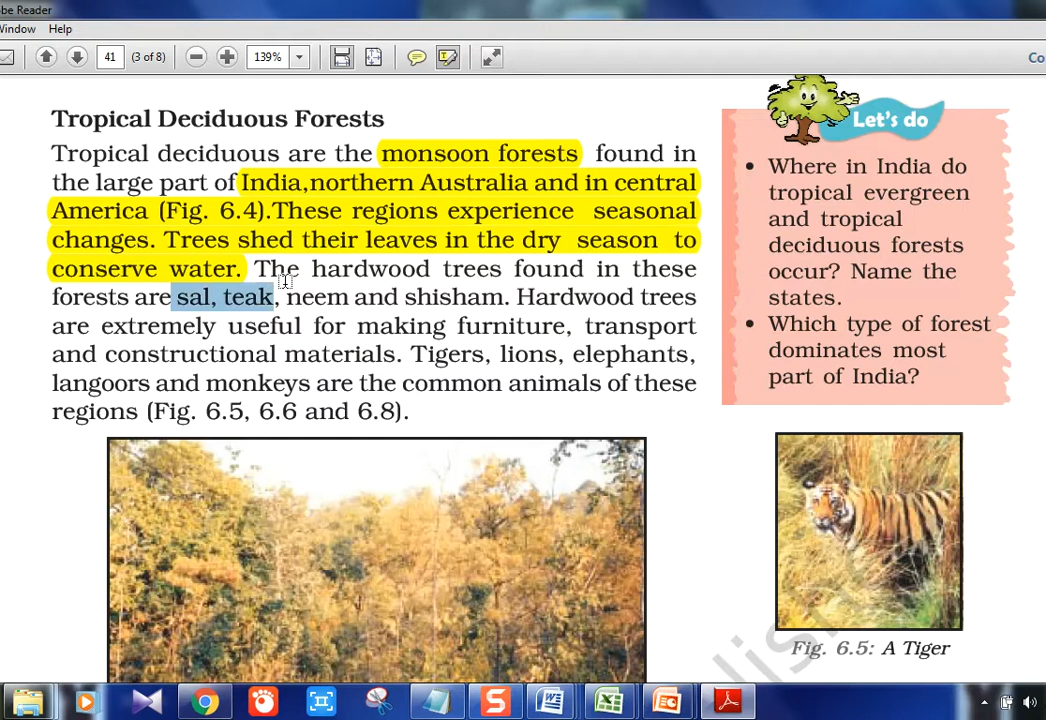 be Reader
Window Help
41 (3 of 8) 139% Co
Tropical Deciduous Forests
Tropical deciduous are the monsoon forests found in
the large part of India,northern Australia and in central
America (Fig. 6.4).These regions experience seasonal
changes. Trees shed their leaves in the dry season to
conserve water. The hardwood trees found in these
forests are sal, teak, neem and shisham. Hardwood trees
are extremely useful for making furniture, transport
and constructional materials. Tigers, lions, elephants,
langoors and monkeys are the common animals of these
regions (Fig. 6.5, 6.6 and 6.8).
Let's do
• Where in India do
tropical evergreen
and tropical
deciduous forests
occur? Name the
states.
• Which type of forest
dominates most
part of India?
Fig. 6.5: A Tiger